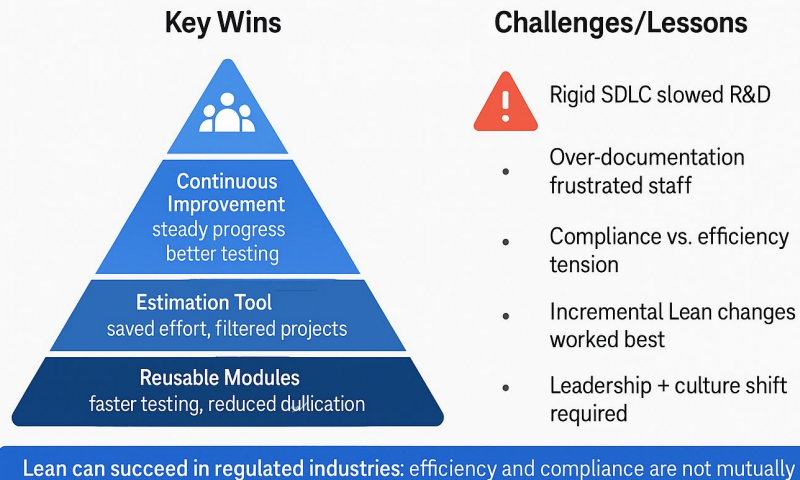 Key Wins
Continuous
Improvement
steady progress
better testing
Estimation Tool
saved effort, filtered projects
Reusable Modules
faster testing, reduced
Challenges/Lessons
Rigid SDLC slowed R&D
Over-documentation
frustrated staff
Compliance vs. efficiency
tension
Incremental Lean changes
worked best
Leadership + culture shift
required
Lean can succeed in regulated industries: efficiency and compliance are not mutually